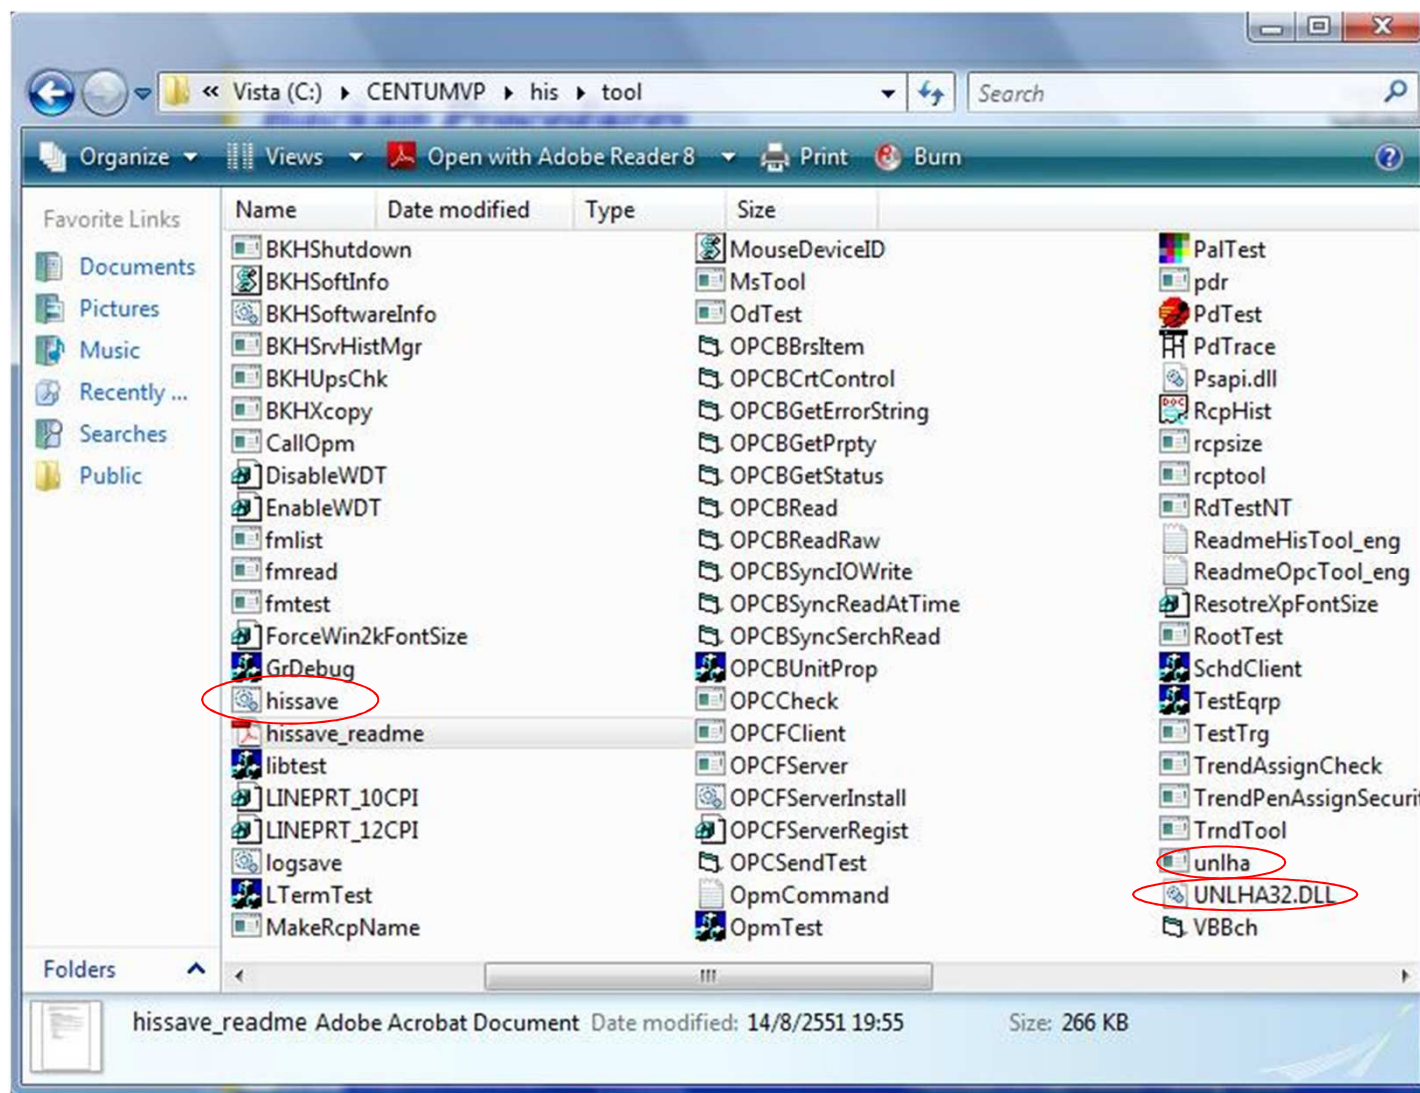 « Vista (C:) ▸ CENTUMVP ▸ his ▸ tool
Search
Organize
Views
Open with Adobe Reader 8
Print
Burn
Favorite Links
Documents
Pictures
Music
Recently ...
Searches
Public
Folders
Name Date modified Type Size
BKHShutdown
BKHSoftInfo
BKHSoftwareInfo
BKHSrvHistMgr
BKHUpsChk
BKHXcopy
CallOpm
DisableWDT
EnableWDT
fmlist
fmread
fmtest
ForceWin2kFontSize
GrDebug
hissave
hissave_readme
libtest
LINEPRT_10CPI
LINEPRT_12CPI
logsave
LTermTest
MakeRcpName
MouseDeviceID
MsTool
OdTest
OPCBBrsItem
OPCBCrtControl
OPCBGetErrorString
OPCBGetPrpty
OPCBGetStatus
OPCBRead
OPCBReadRaw
OPCBSyncIOWrite
OPCBSyncReadAtTime
OPCBSyncSerchRead
OPCBUnitProp
OPCCheck
OPCFClient
OPCFServer
OPCFServerInstall
OPCFServerRegist
OPCSendTest
OpmCommand
OpmTest
PalTest
pdr
PdTest
PdTrace
Psapi.dll
RcpHist
rcpsize
rcptool
RdTestNT
ReadmeHisTool_eng
ReadmeOpcTool_eng
ResotreXpFontSize
RootTest
SchdClient
TestEqrp
TestTrg
TrendAssignCheck
TrendPenAssignSecurit
TrndTool
unlha
UNLHA32.DLL
VBBch
hissave_readme Adobe Acrobat Document Date modified: 14/8/2551 19:55 Size: 266 KB